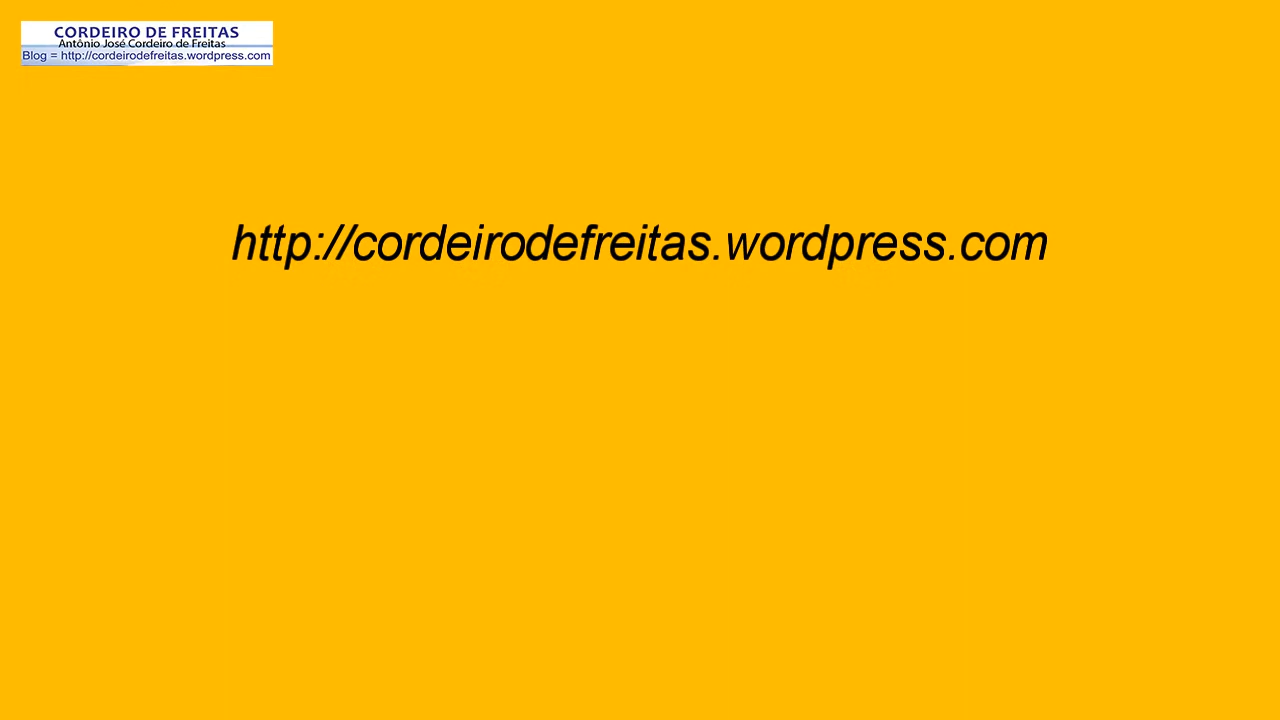 CORDEIRO DE FREITAS
Antônio José Cordeiro de Freitas
Blog = http://cordeirodefreitas.wordpress.com
http://cordeirodefreitas.wordpress.com